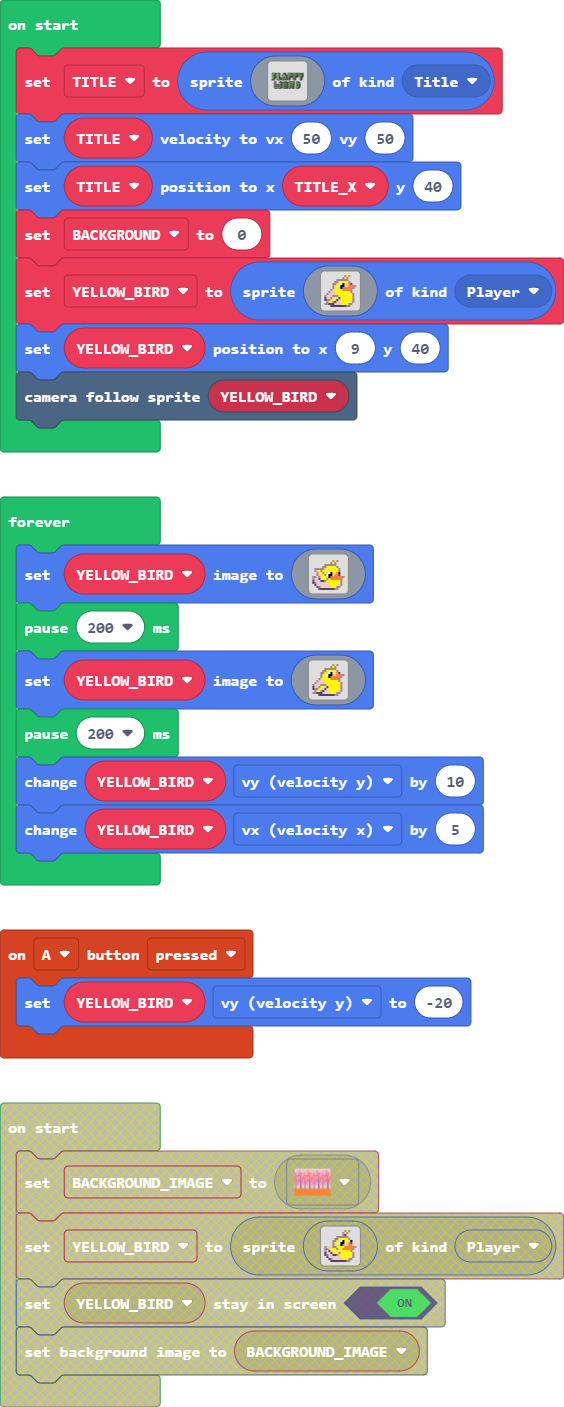 on start
set TITLE to sprite FLAPPY of kind Title
set TITLE velocity to vx 50 vy 50
set TITLE position to x TITLE_X y 40
set BACKGROUND to 0
set YELLOW_BIRD to sprite of kind Player
set YELLOW_BIRD position to x 9 y 40
camera follow sprite YELLOW_BIRD
forever
set YELLOW_BIRD image to
pause 200 ms
set YELLOW_BIRD image to
pause 200 ms
change YELLOW_BIRD vy (velocity y) by 10
change YELLOW_BIRD vx (velocity x) by 5
on A button pressed
set YELLOW_BIRD vy (velocity y) to -20
on start
set BACKGROUND_IMAGE to
set YELLOW_BIRD to sprite of kind Player
set YELLOW_BIRD stay in screen ON
set background image to BACKGROUND_IMAGE